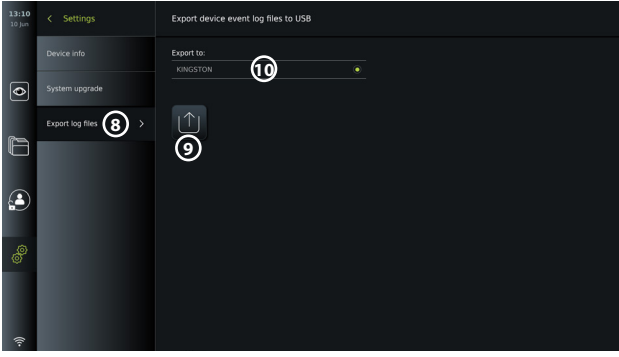 13:10
10 Jun
Settings
Device info
System upgrade
Export log files
8
Export device event log files to USB
Export to:
KINGSTON
10
9